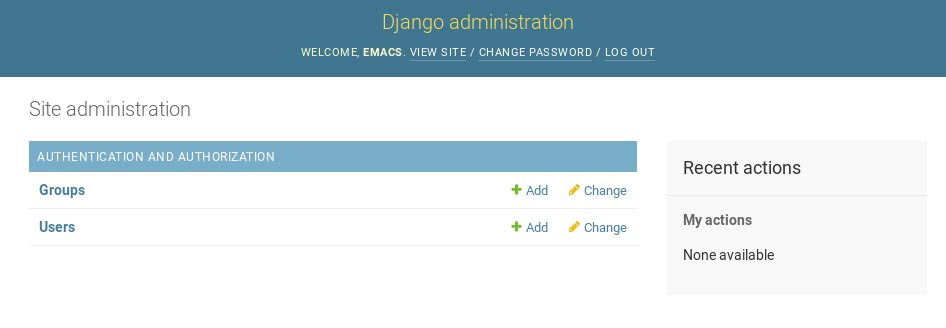 Django administration
WELCOME, EMACS. VIEW SITE / CHANGE PASSWORD / LOG OUT
Site administration
AUTHENTICATION AND AUTHORIZATION
Groups Add Change
Users Add Change
Recent actions
My actions
None available